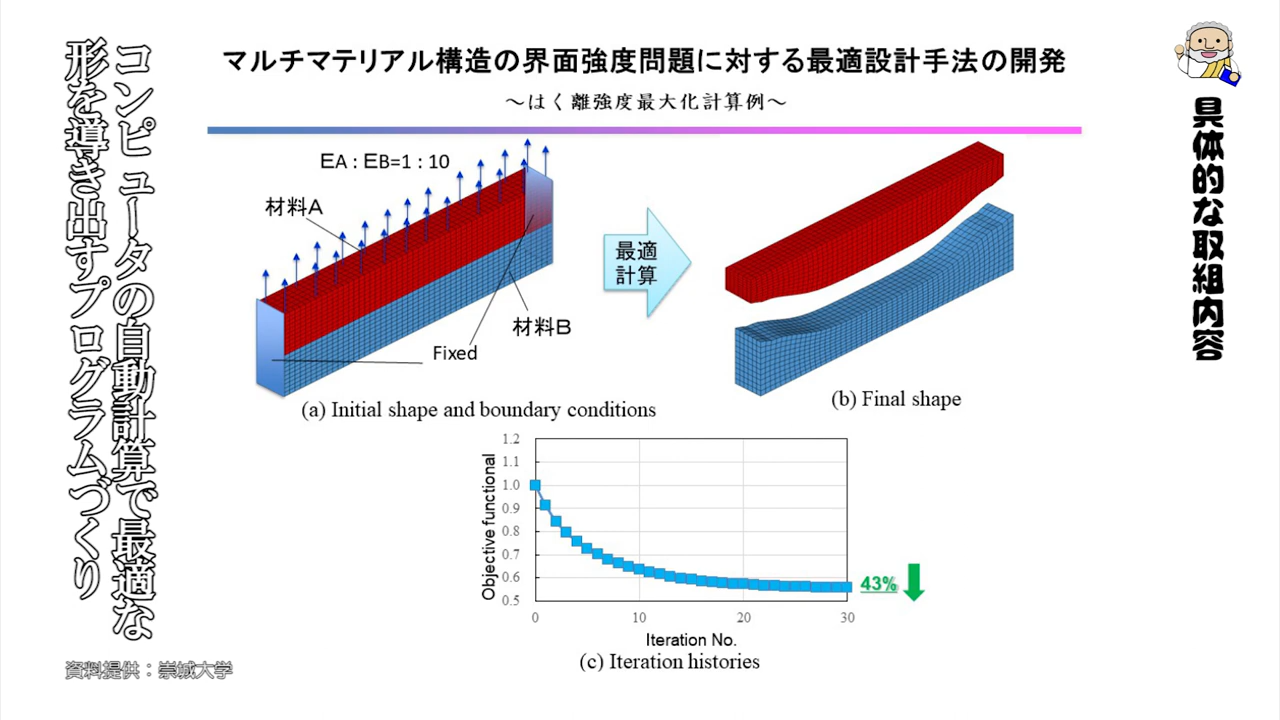 マルチマテリアル構造の界面強度問題に対する最適設計手法の開発
～はく離強度最大化計算例～
具体的な取組内容
コンピュータの自動計算で最適な
形を導き出すプログラムづくり
EA : EB=1 : 10
材料A
材料B
Fixed
(a) Initial shape and boundary conditions
最適
計算
(b) Final shape
Objective functional
1.2
1.1
1.0
0.9
0.8
0.7
0.6
0.5
0
10
20
30
43%
Iteration No.
(c) Iteration histories
資料提供：崇城大学